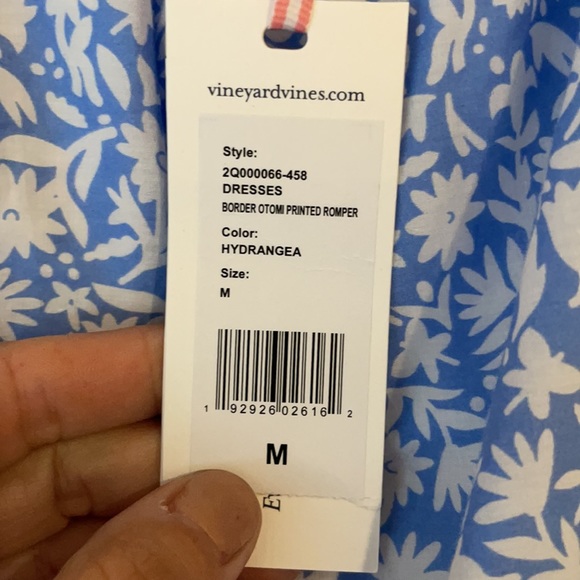 vineyardvines.com
Style:
2Q000066-458
DRESSES
BORDER OTOMI PRINTED ROMPER
Color:
HYDRANGEA
Size:
M
1 92926 02616 2
M